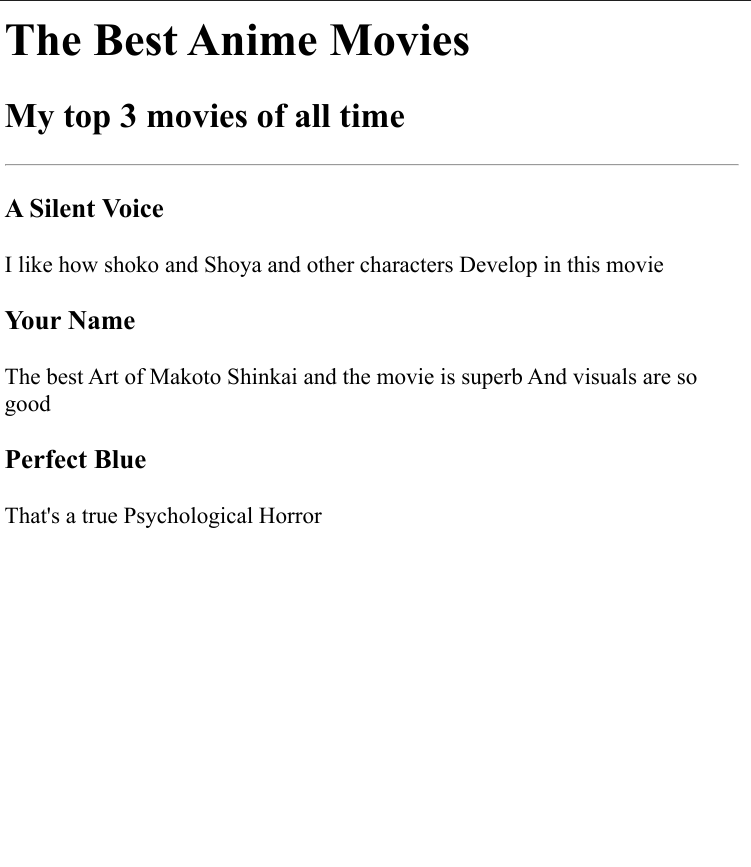 The Best Anime Movies
My top 3 movies of all time
A Silent Voice
I like how shoko and Shoya and other characters Develop in this movie
Your Name
The best Art of Makoto Shinkai and the movie is superb And visuals are so
good
Perfect Blue
That's a true Psychological Horror